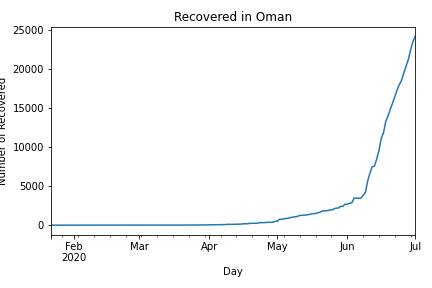 Recovered in Oman
25000
20000
15000
10000
5000
0
Number of Recovered
Feb
2020
Mar
Apr
May
Jun
Jul
Day